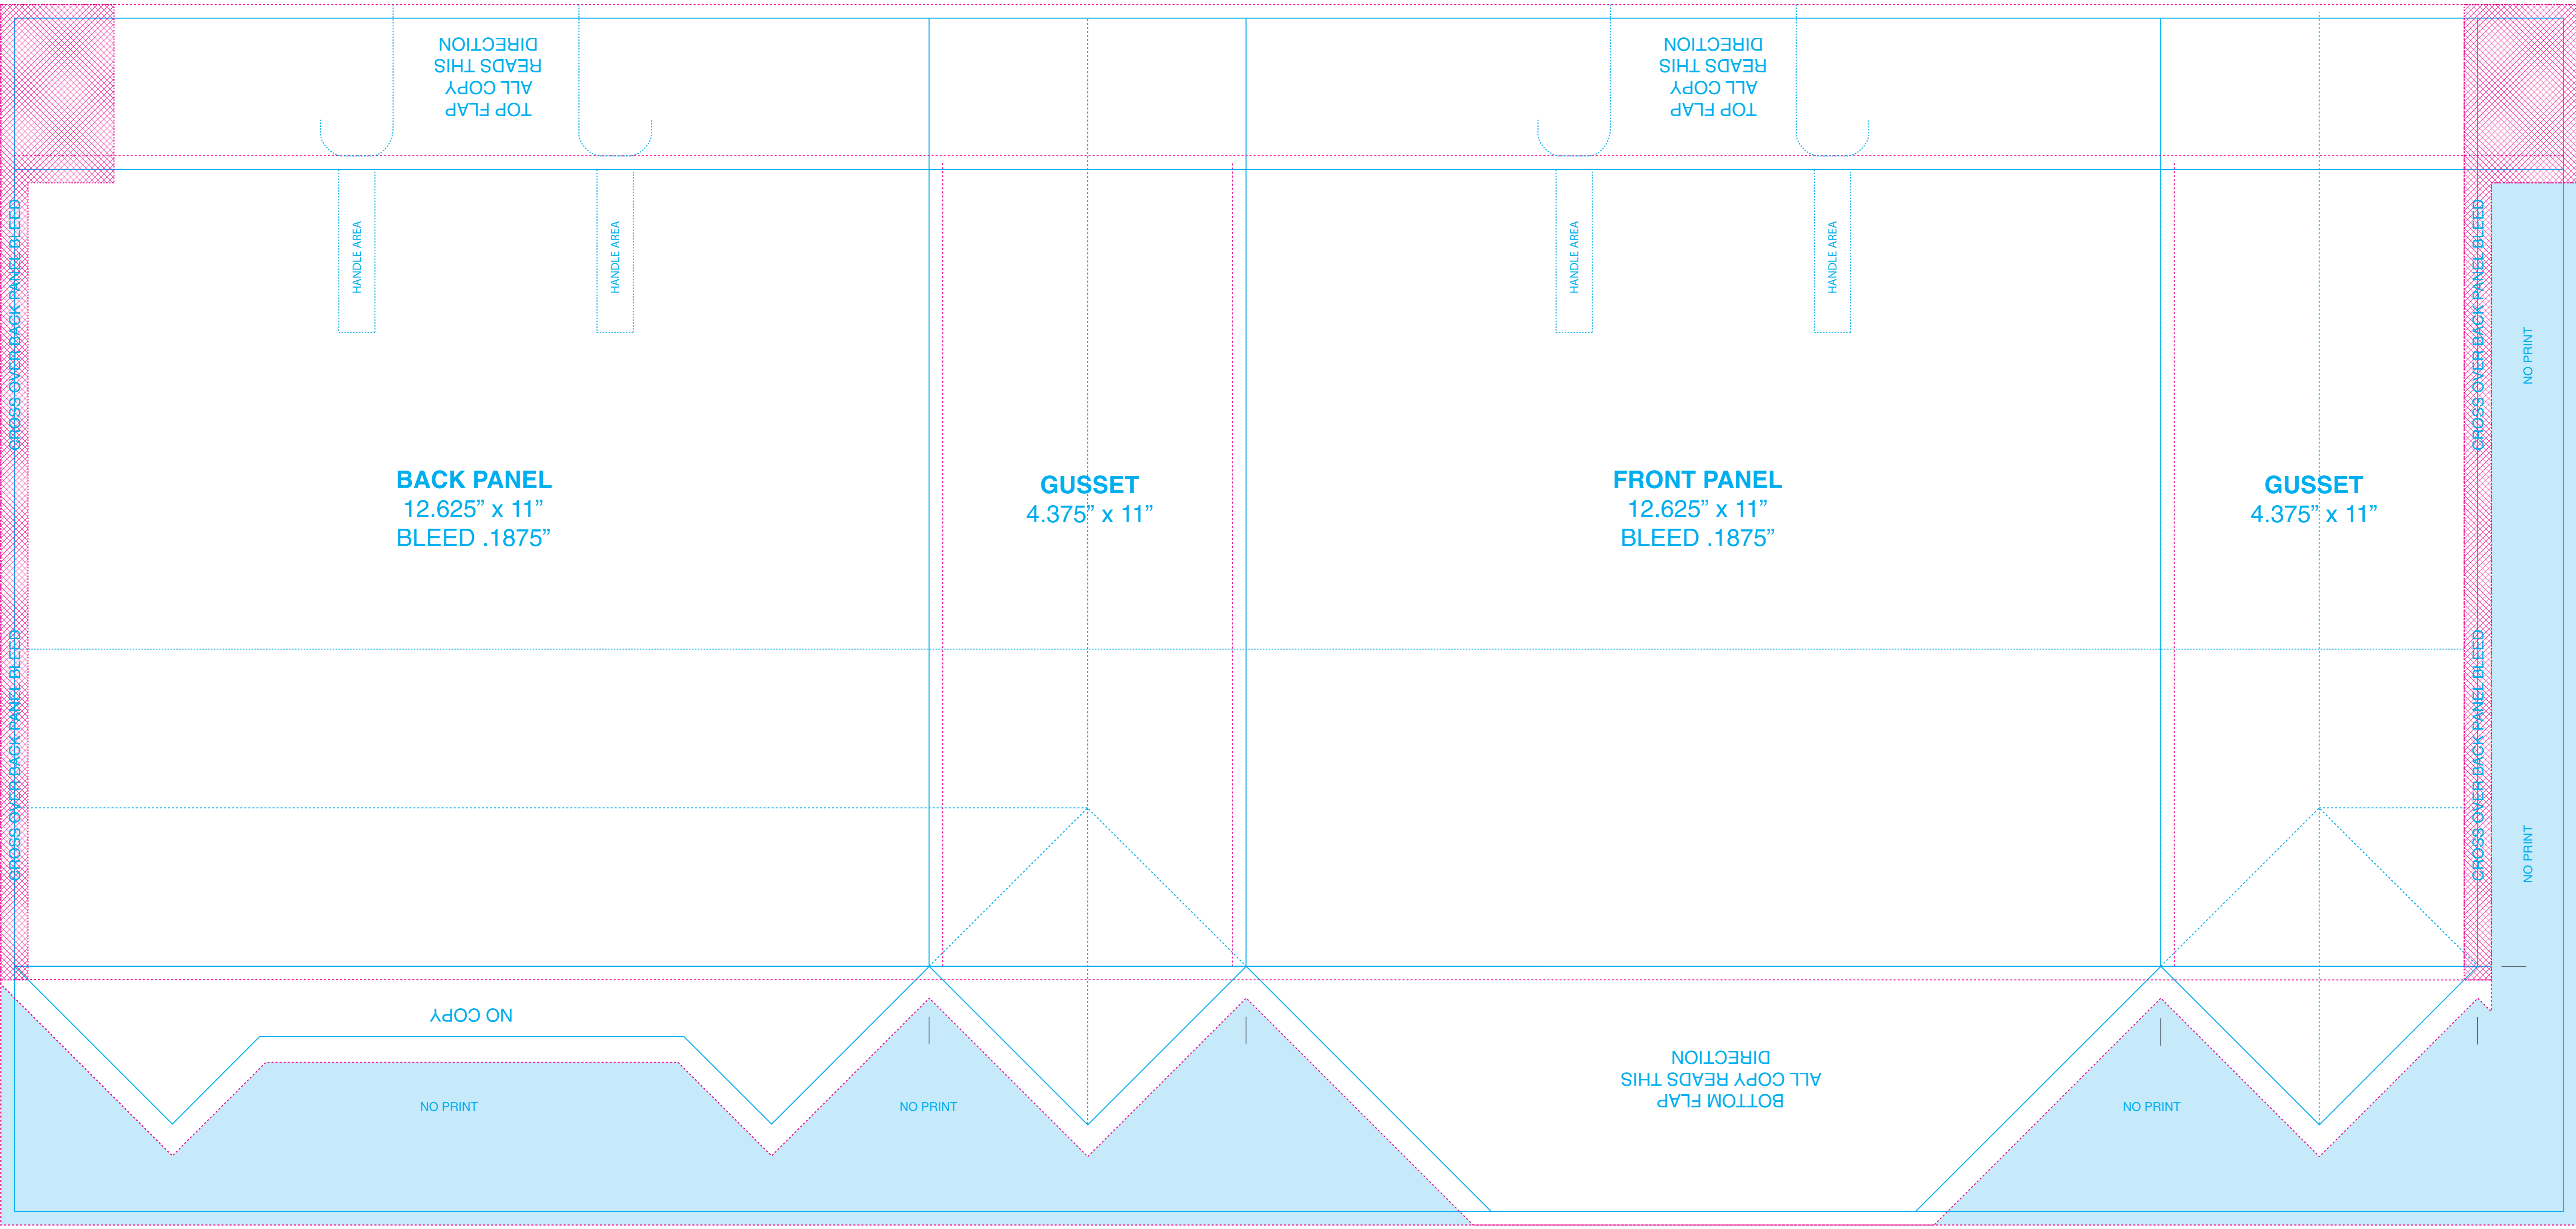 TOP FLAP
ALL COPY
READS THIS
DIRECTION
TOP FLAP
ALL COPY
READS THIS
DIRECTION
HANDLE AREA
HANDLE AREA
HANDLE AREA
HANDLE AREA
CROSS OVER BACK PANEL BLEED
CROSS OVER BACK PANEL BLEED
NO PRINT
BACK PANEL
12.625” x 11”
BLEED .1875”
GUSSET
4.375” x 11”
FRONT PANEL
12.625” x 11”
BLEED .1875”
GUSSET
4.375” x 11”
CROSS OVER BACK PANEL BLEED
CROSS OVER BACK PANEL BLEED
NO PRINT
NO COPY
BOTTOM FLAP
ALL COPY READS THIS
DIRECTION
NO PRINT
NO PRINT
NO PRINT